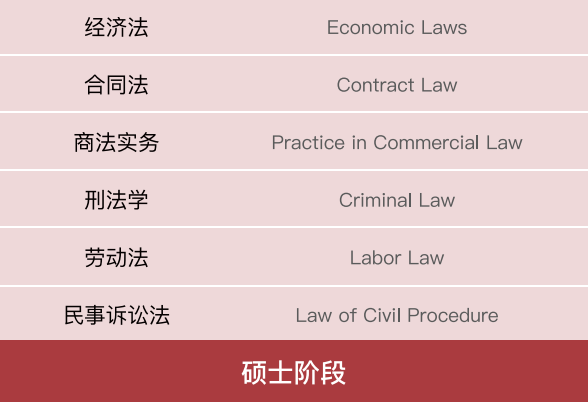 经济法 Economic Laws
合同法 Contract Law
商法实务 Practice in Commercial Law
刑法学 Criminal Law
劳动法 Labor Law
民事诉讼法 Law of Civil Procedure
硕士阶段